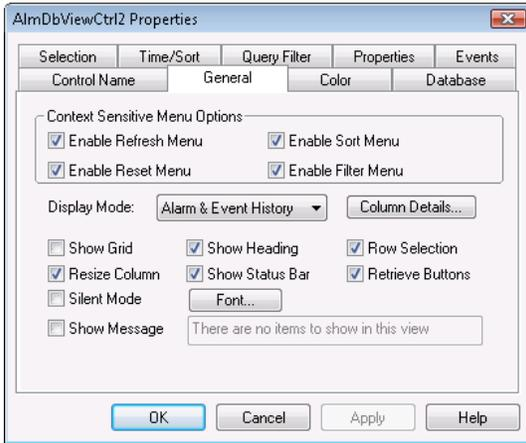 AlmDbViewCtrl2 Properties
Selection Time/Sort Query Filter Properties Events
Control Name General Color Database
Context Sensitive Menu Options
Enable Refresh Menu Enable Sort Menu
Enable Reset Menu Enable Filter Menu
Display Mode: Alarm & Event History Column Details...
Show Grid Show Heading Row Selection
Resize Column Show Status Bar Retrieve Buttons
Silent Mode Font...
Show Message There are no items to show in this view
OK Cancel Apply Help